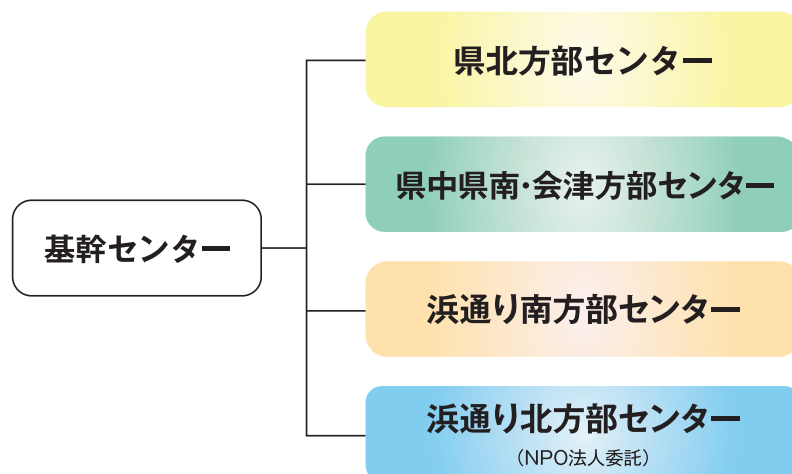 県北方部センター
県中県南・会津方部センター
基幹センター
浜通り南方部センター
浜通り北方部センター
（NPO法人委託）